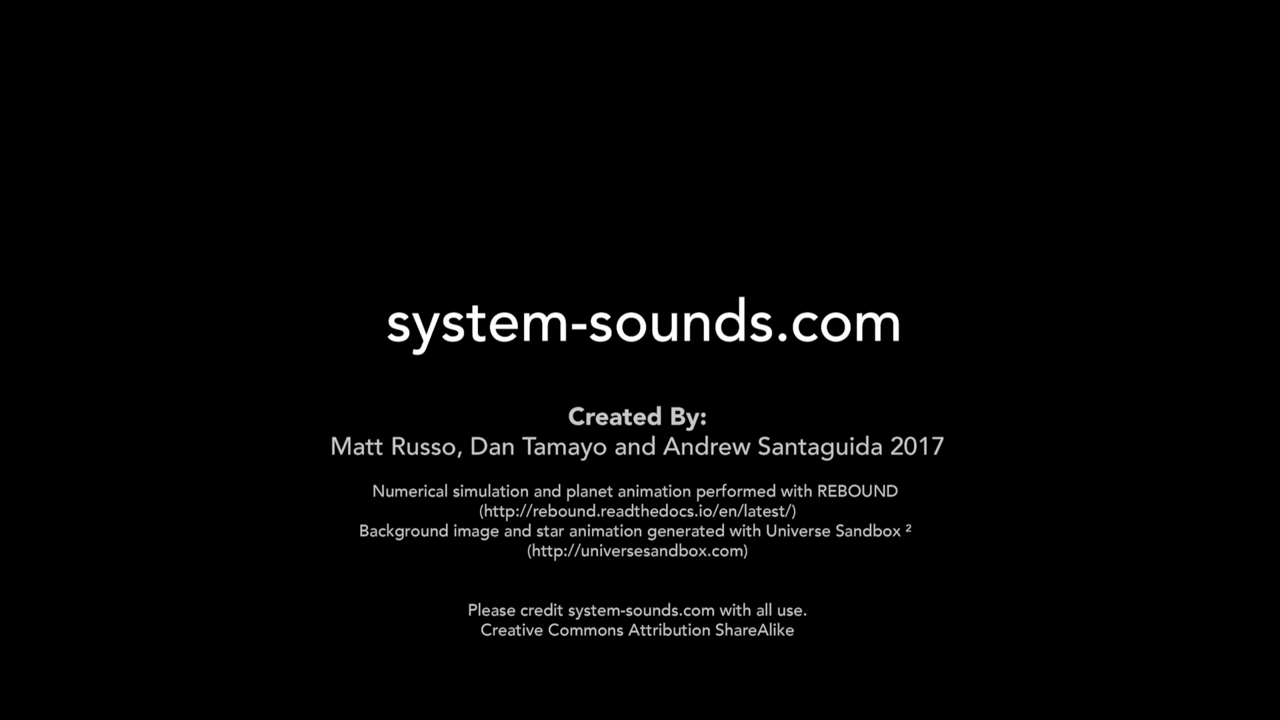 system-sounds.com
Created By:
Matt Russo, Dan Tamayo and Andrew Santaguida 2017
Numerical simulation and planet animation performed with REBOUND
(http://rebound.readthedocs.io/en/latest/)
Background image and star animation generated with Universe Sandbox ²
(http://universesandbox.com)
Please credit system-sounds.com with all use.
Creative Commons Attribution ShareAlike